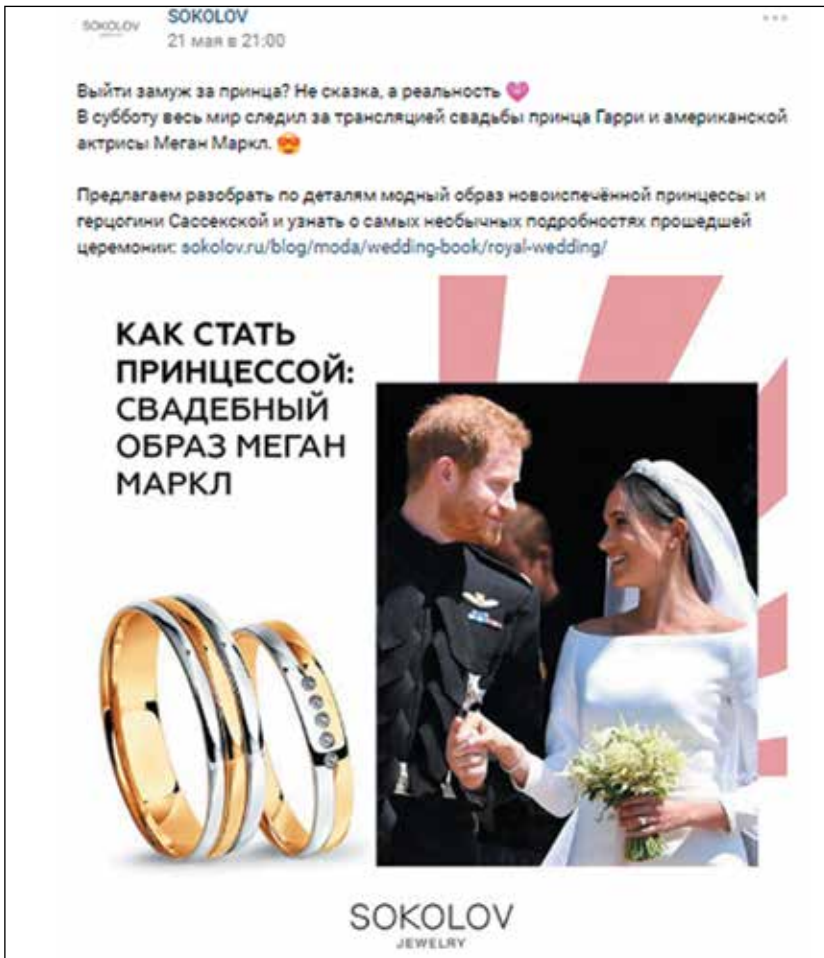 SOKOLOV
SOKOLOV
21 мая в 21:00
Выйти замуж за принца? Не сказка, а реальность
В субботу весь мир следил за трансляцией свадьбы принца Гарри и американской
актрисы Меган Маркл.
Предлагаем разобрать по деталям модный образ новоиспечённой принцессы и
герцогини Сассекской и узнать о самых необычных подробностях прошедшей
церемонии: sokolov.ru/blog/moda/wedding-book/royal-wedding/
КАК СТАТЬ
ПРИНЦЕССОЙ:
СВАДЕБНЫЙ
ОБРАЗ МЕГАН
МАРКЛ
SOKOLOV
JEWELRY